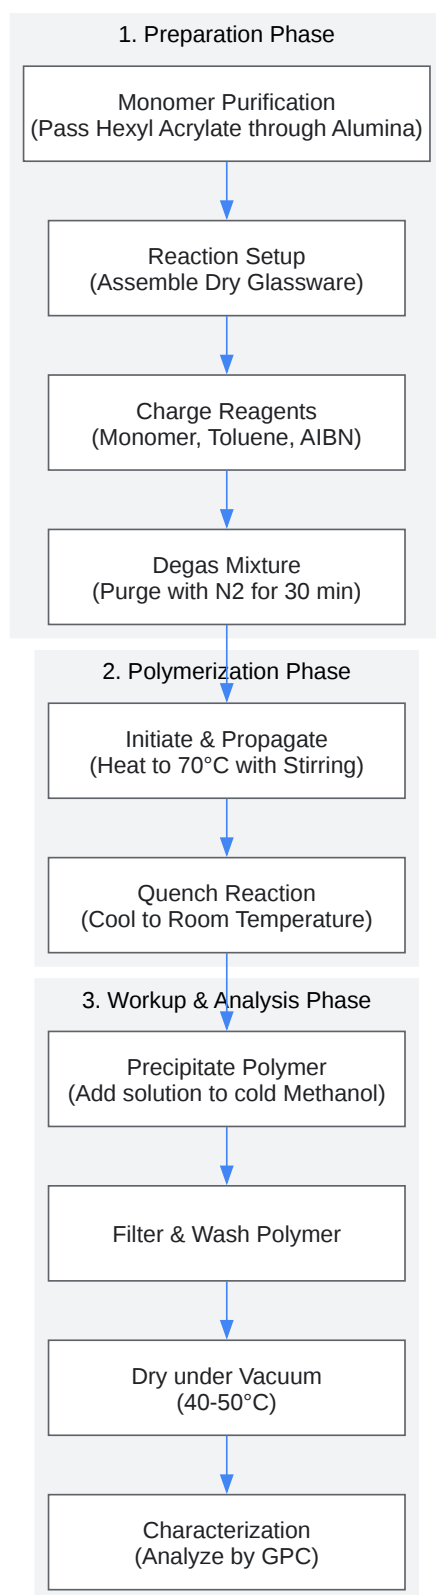 1. Preparation Phase
Monomer Purification
(Pass Hexyl Acrylate through Alumina)
Reaction Setup
(Assemble Dry Glassware)
Charge Reagents
(Monomer, Toluene, AIBN)
Degas Mixture
(Purge with N2 for 30 min)
2. Polymerization Phase
Initiate & Propagate
(Heat to 70°C with Stirring)
Quench Reaction
(Cool to Room Temperature)
3. Workup & Analysis Phase
Precipitate Polymer
(Add solution to cold Methanol)
Filter & Wash Polymer
Dry under Vacuum
(40-50°C)
Characterization
(Analyze by GPC)